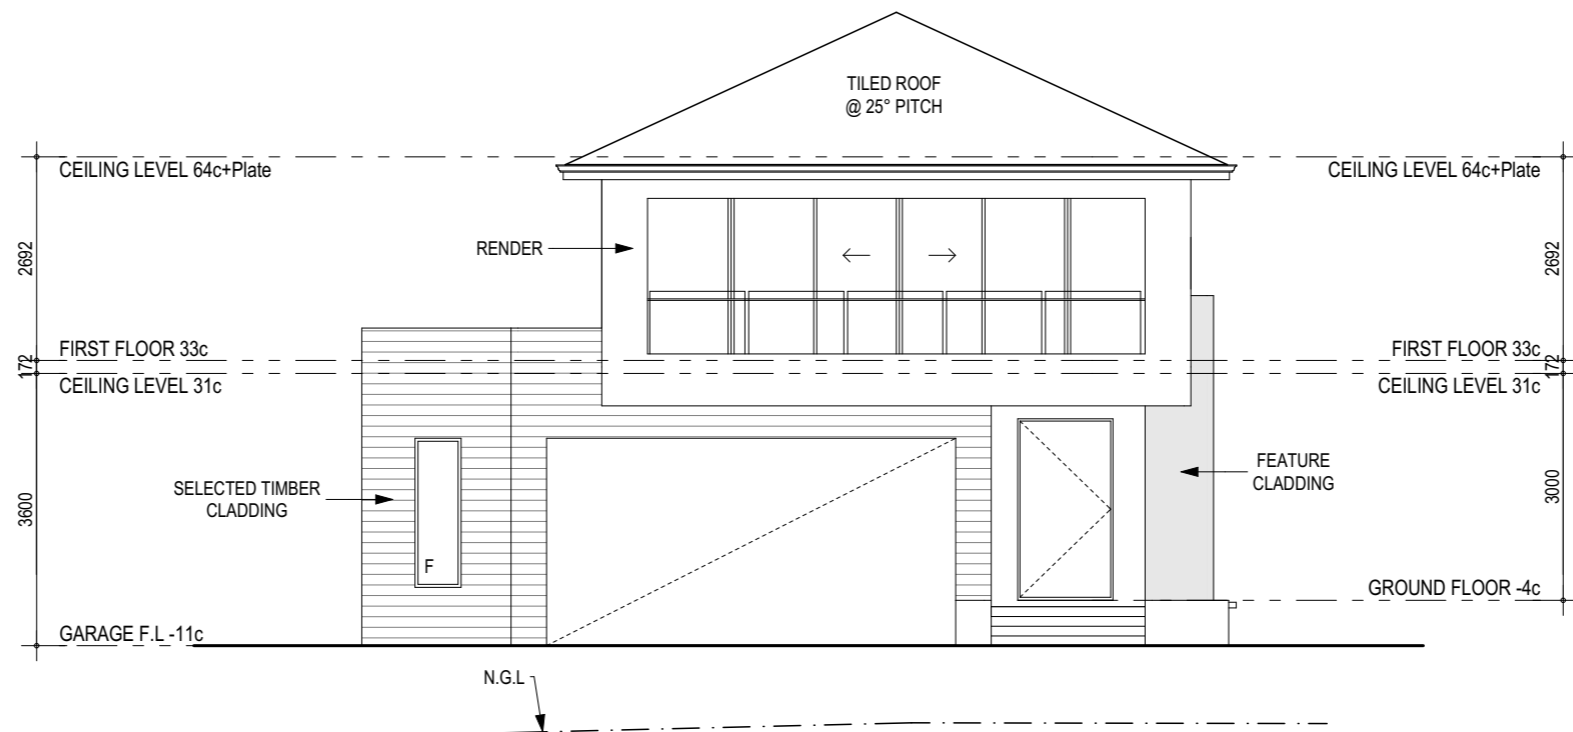 TILED ROOF
@ 25° PITCH
CEILING LEVEL 64c+Plate
CEILING LEVEL 64c+Plate
RENDER
2692
2692
FIRST FLOOR 33c
FIRST FLOOR 33c
172
172
CEILING LEVEL 31c
CEILING LEVEL 31c
FEATURE
CLADDING
SELECTED TIMBER
CLADDING
3600
3000
F
GROUND FLOOR -4c
GARAGE F.L -11c
N.G.L